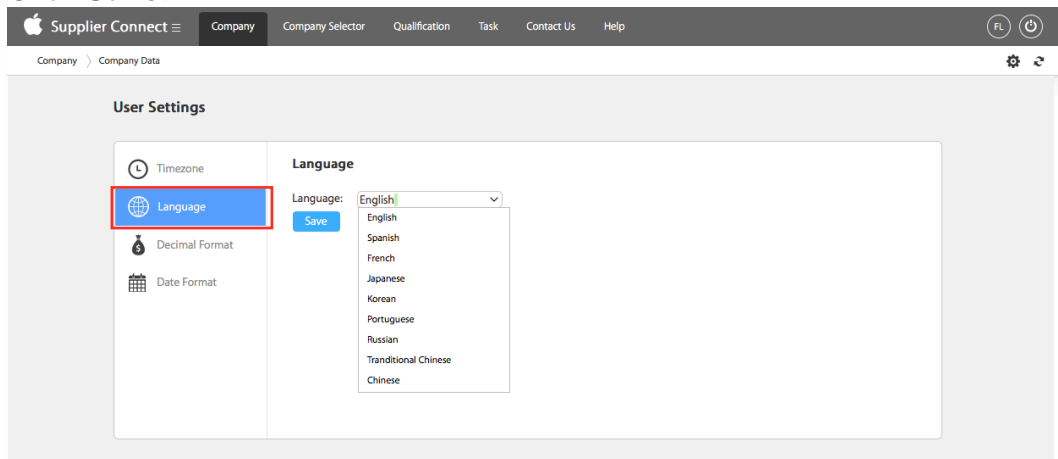 Supplier Connect Company Company Selector Qualification Task Contact Us Help FL
Company Company Data
User Settings
Timezone
Language
Decimal Format
Date Format
Language
Language: English
Save
English
Spanish
French
Japanese
Korean
Portuguese
Russian
Tranditional Chinese
Chinese